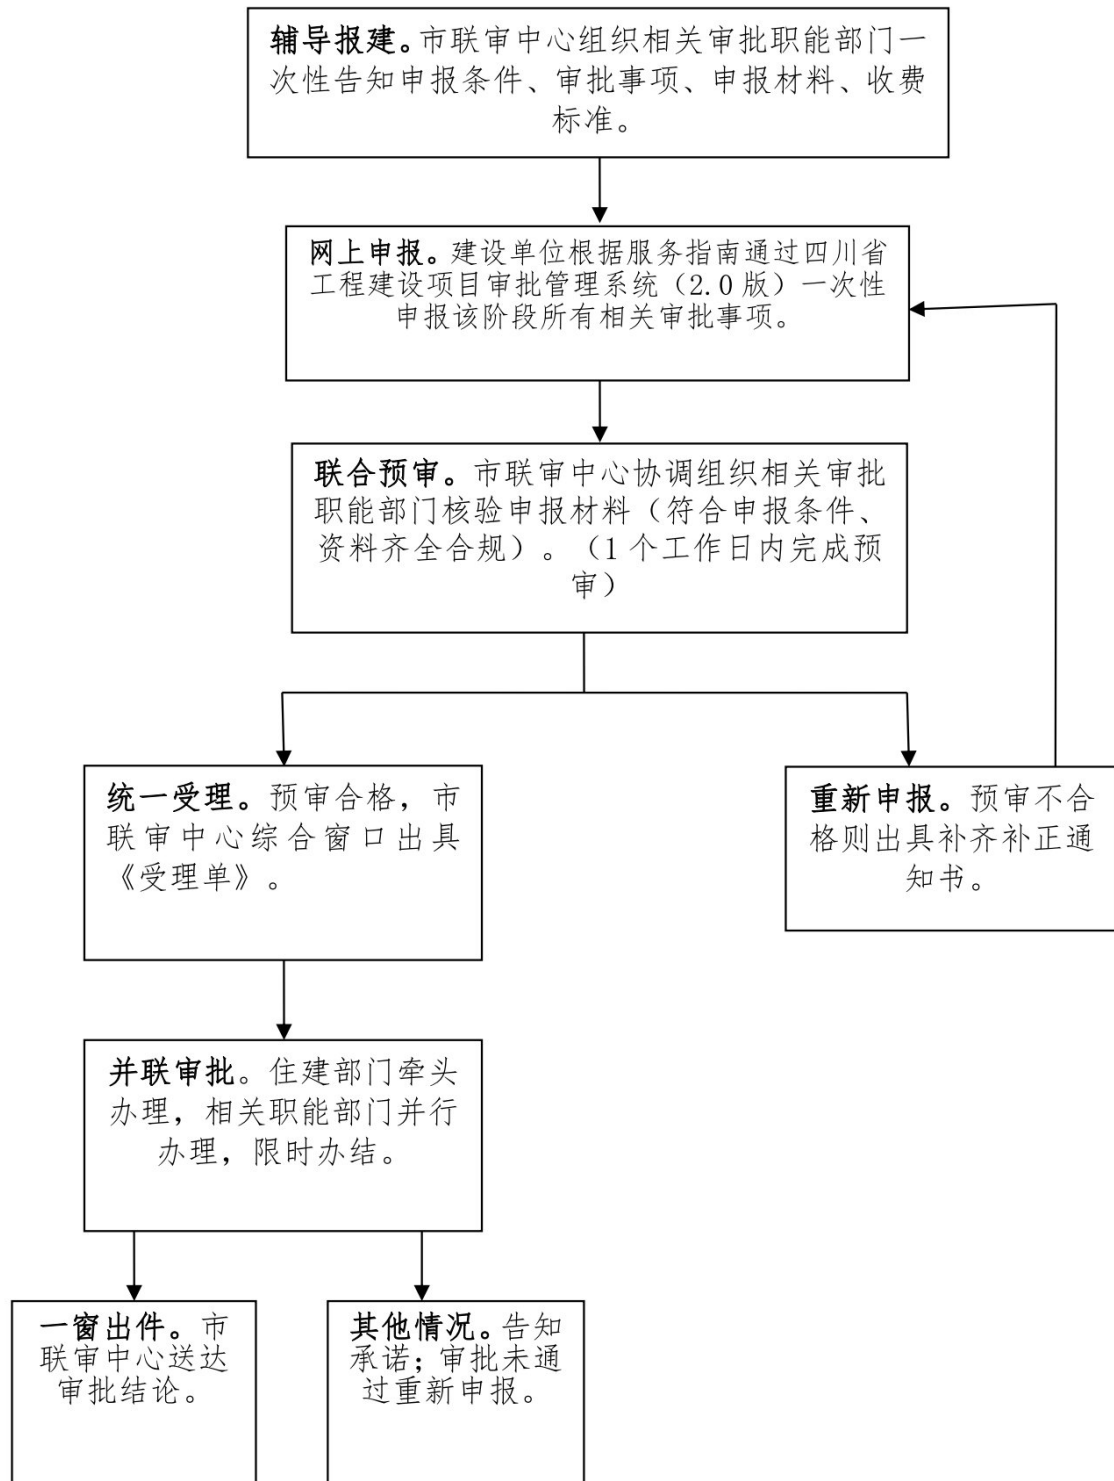 辅导报建。市联审中心组织相关审批职能部门一
次性告知申报条件、审批事项、申报材料、收费
标准。
网上申报。建设单位根据服务指南通过四川省
工程建设项目审批管理系统（2.0 版）一次性
申报该阶段所有相关审批事项。
联合预审。市联审中心协调组织相关审批
职能部门核验申报材料（符合申报条件、
资料齐全合规）。（1 个工作日内完成预
审）
统一受理。预审合格，市
联审中心综合窗口出具
《受理单》。
重新申报。预审不合
格则出具补齐补正通
知书。
并联审批。住建部门牵头
办理，相关职能部门并行
办理，限时办结。
一窗出件。市
联审中心送达
审批结论。
其他情况。告知
承诺；审批未通
过重新申报。